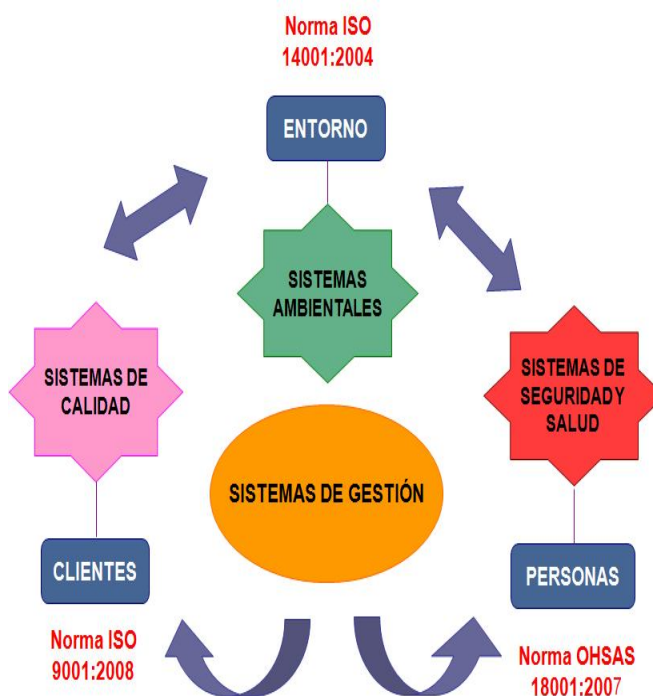 Norma ISO
14001:2004
ENTORNO
SISTEMAS
AMBIENTALES
SISTEMAS DE
CALIDAD
SISTEMAS DE
SEGURIDAD Y
SALUD
SISTEMAS DE GESTIÓN
CLIENTES
PERSONAS
Norma ISO
9001:2008
Norma OHSAS
18001:2007